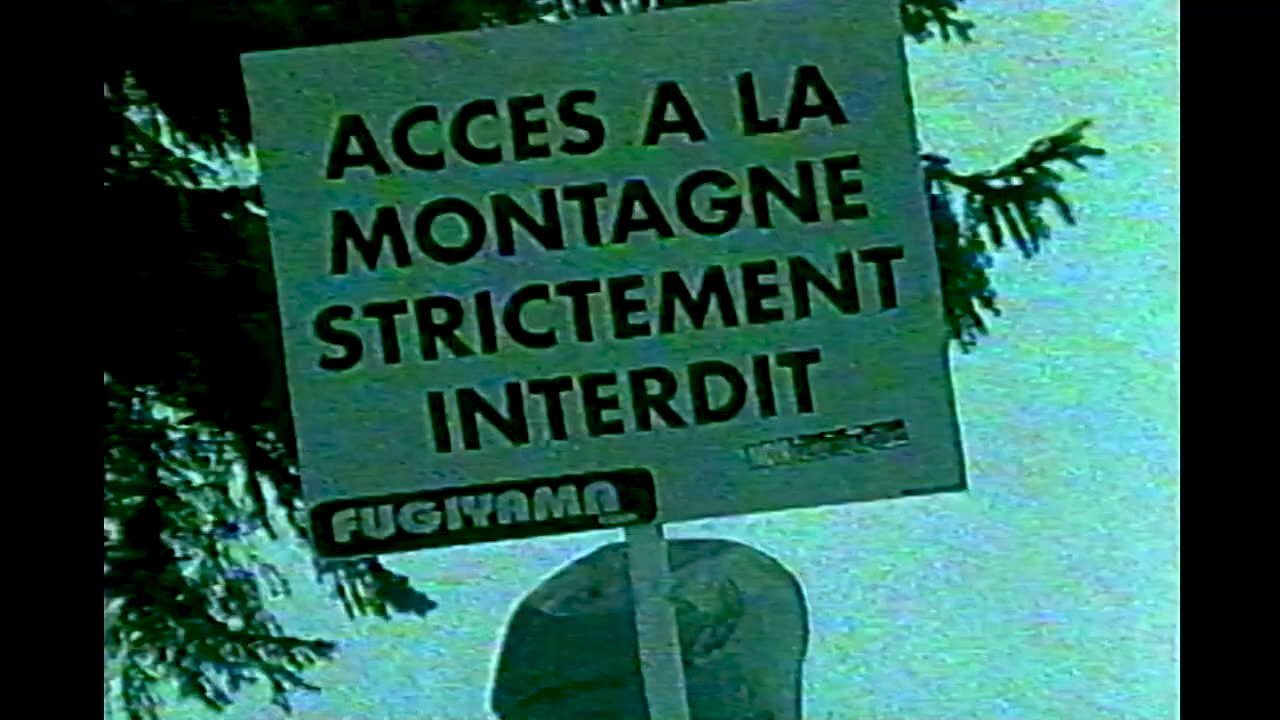 ACCES A LA
MONTAGNE
STRICTEMENT
INTERDIT
FUGIYAMA